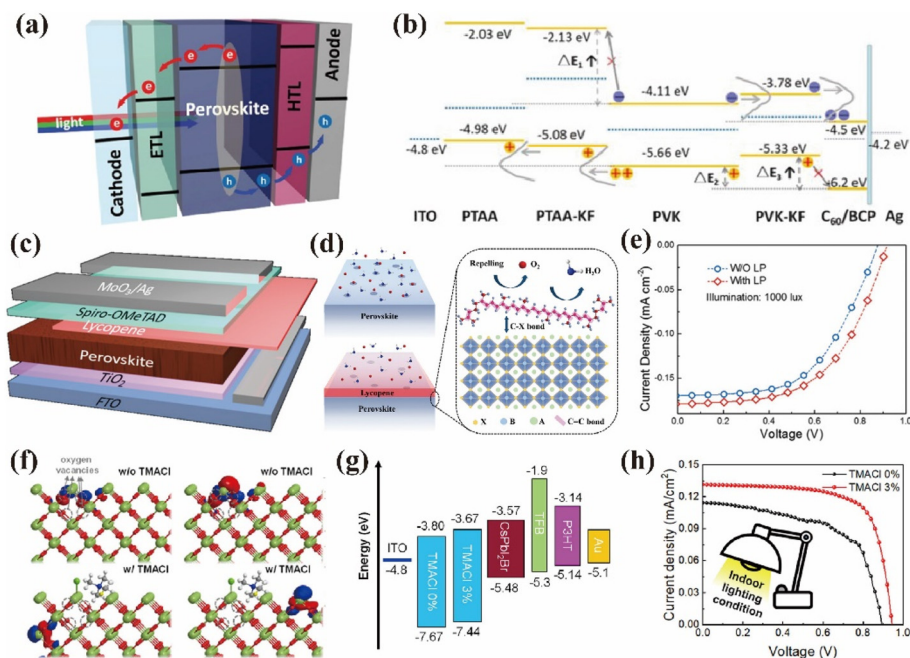 (a)
Cathode
ETL
Perovskite
HTL
Anode
light
e
e
e
e
h
h
h
h
(b)
-2.03 eV
-2.13 eV
△E₁↑
-3.78 eV
-4.11 eV
-4.5 eV
-4.2 eV
-4.98 eV
-4.8 eV
-5.08 eV
-5.66 eV
-5.33 eV
△E₂
△E₃↑
-6.2 eV
ITO PTAA PTAA-KF PVK PVK-KF C₆₀/BCP Ag
(c)
MoO₃/Ag
Spiro-OMeTAD
Lycopene
Perovskite
TiO₂
FTO
(d)
Perovskite
Lycopene
Perovskite
Repelling
O₂
H₂O
C-X bond
X B A C=C bond
(e)
W/O LP
With LP
Illumination: 1000 lux
Current Density (mA cm⁻²)
0.00
-0.05
-0.10
-0.15
0.0 0.2 0.4 0.6 0.8 1.0
Voltage (V)
(f)
oxygen
vacancies
w/o TMACl
w/o TMACl
w/ TMACl
w/ TMACl
(g)
Energy (eV)
ITO
-4.8
-3.80
TMACl 0%
-7.67
-3.67
TMACl 3%
-7.44
-3.57
CsPbI₂Br
-5.48
-1.9
TFB
-5.3
-3.14
P3HT
-5.14
Au
-5.1
(h)
TMACl 0%
TMACl 3%
Indoor
lighting
condition
Current density (mA/cm²)
0.15
0.12
0.09
0.06
0.03
0.00
0.0 0.2 0.4 0.6 0.8 1.0
Voltage (V)